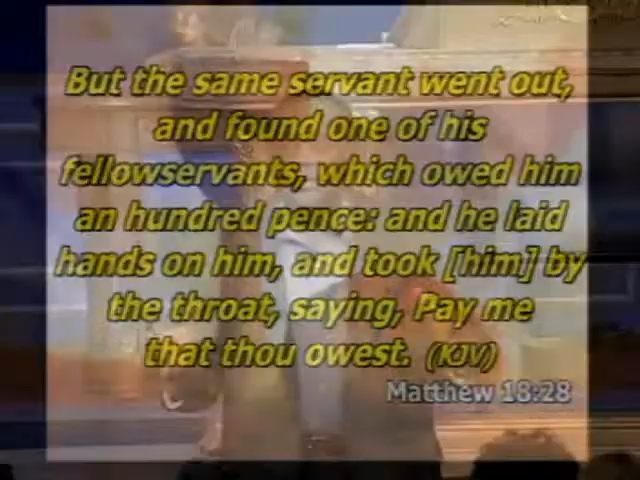 But the same servant went out,
and found one of his
fellowservants, which owed him
an hundred pence: and he laid
hands on him, and took [him] by
the throat, saying, Pay me
that thou owest. (KJV)
Matthew 18:28